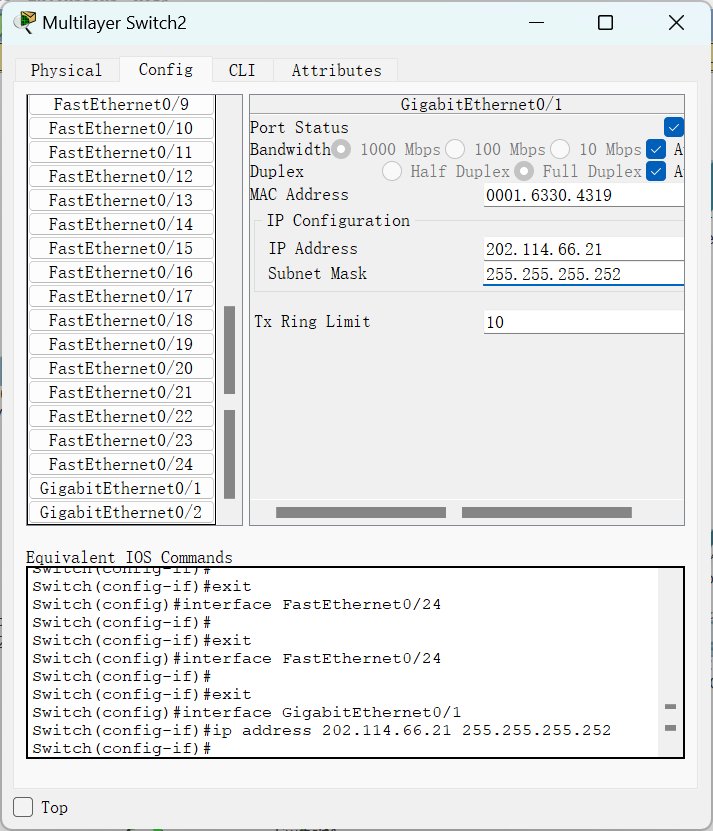 Multilayer Switch2
Physical Config CLI Attributes
FastEthernet0/9
FastEthernet0/10
FastEthernet0/11
FastEthernet0/12
FastEthernet0/13
FastEthernet0/14
FastEthernet0/15
FastEthernet0/16
FastEthernet0/17
FastEthernet0/18
FastEthernet0/19
FastEthernet0/20
FastEthernet0/21
FastEthernet0/22
FastEthernet0/23
FastEthernet0/24
GigabitEthernet0/1
GigabitEthernet0/2
GigabitEthernet0/1
Port Status
Bandwidth 1000 Mbps 100 Mbps 10 Mbps
Duplex Half Duplex Full Duplex
MAC Address 0001.6330.4319
IP Configuration
IP Address 202.114.66.21
Subnet Mask 255.255.255.252
Tx Ring Limit 10
Equivalent IOS Commands
Switch(config-if)#
Switch(config-if)#exit
Switch(config)#interface FastEthernet0/24
Switch(config-if)#
Switch(config-if)#exit
Switch(config)#interface FastEthernet0/24
Switch(config-if)#
Switch(config-if)#exit
Switch(config)#interface GigabitEthernet0/1
Switch(config-if)#ip address 202.114.66.21 255.255.255.252
Switch(config-if)#
Top